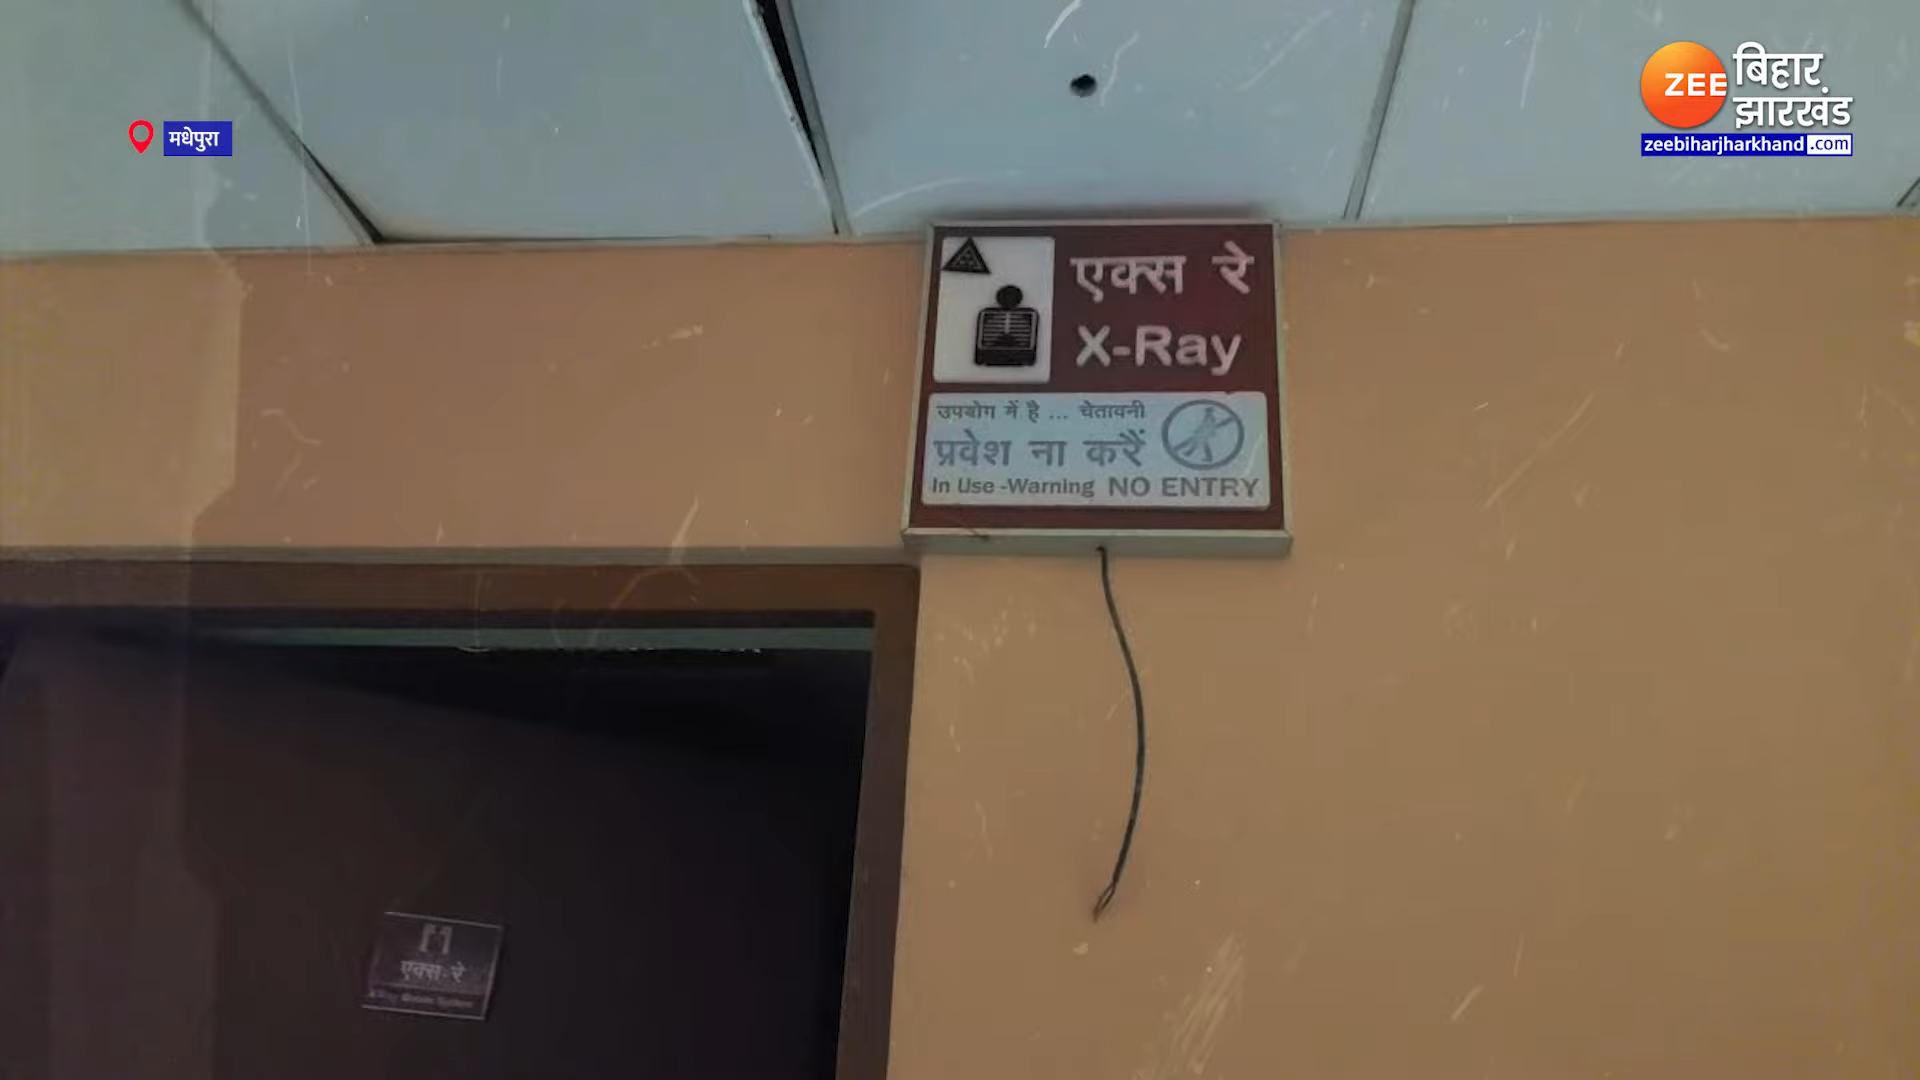 मधेपुरा
ZEE बिहार झारखंड
zeebiharjharkhand.com
एक्स रे
X-Ray
उपयोग में है ... चेतावनी
प्रवेश ना करैं
In Use -Warning NO ENTRY
एक्स-रे